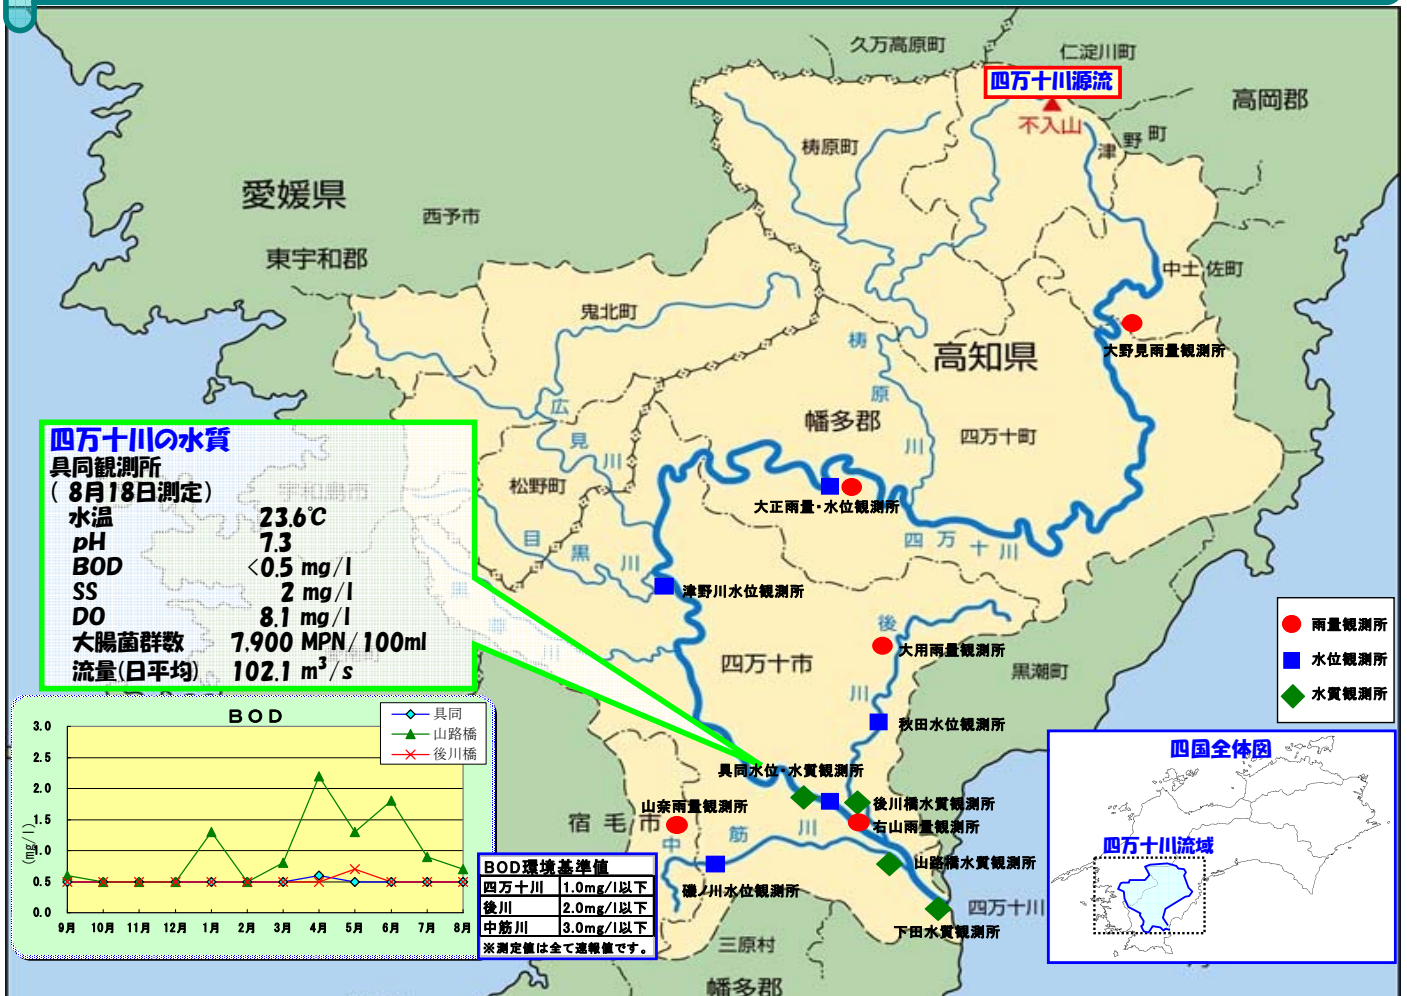 久万高原町
仁淀川町
四万十川源流
不入山
高岡郡
津野町
梼原町
愛媛県
西予市
東宇和郡
中土佐町
鬼北町
大野見雨量観測所
高知県
梼原川
広見川
幡多郡
四万十町
四万十川の水質
具同観測所
( 8月18日測定)
水温 23.6℃
pH 7.3
BOD <0.5 mg/l
SS 2 mg/l
DO 8.1 mg/l
大腸菌群数 7.900 MPN/100ml
流量(日平均) 102.1 m³/s
宇和島市
松野町
大正雨量・水位観測所
四万十川
目黒川
津野川水位観測所
後川
大用雨量観測所
四万十市
黒潮町
雨量観測所
水位観測所
水質観測所
秋田水位観測所
具同水位・水質観測所
後川橋水質観測所
山奈雨量観測所
右山雨量観測所
宿毛市
中筋川
山路橋水質観測所
磯ノ川水位観測所
四万十川
下田水質観測所
三原村
幡多郡
四国全体図
四万十川流域
BOD
具同
山路橋
後川橋
(mg/l)
3.0
2.5
2.0
1.5
1.0
0.5
0.0
9月 10月 11月 12月 1月 2月 3月 4月 5月 6月 7月 8月
BOD環境基準値
四万十川 1.0mg/l以下
後川 2.0mg/l以下
中筋川 3.0mg/l以下
※測定値は全て速報値です。